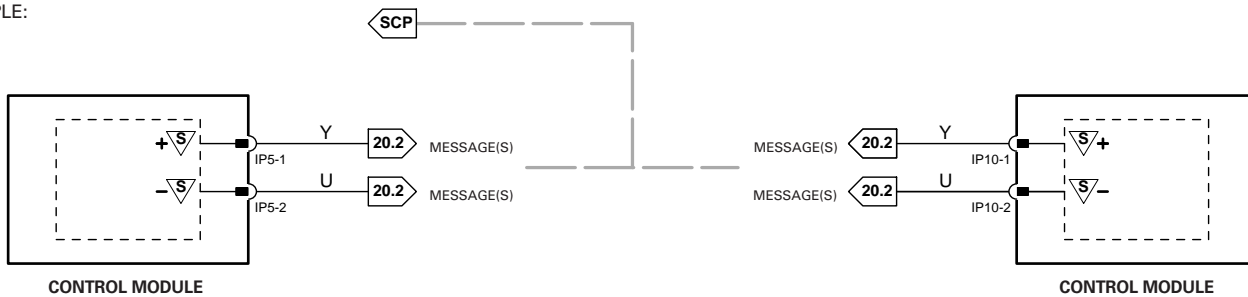 PLE:
SCP
+ S Y 20.2 MESSAGE(S)
IP5-1
– S U 20.2 MESSAGE(S)
IP5-2
CONTROL MODULE
MESSAGE(S) 20.2 Y S +
IP10-1
MESSAGE(S) 20.2 U S –
IP10-2
CONTROL MODULE